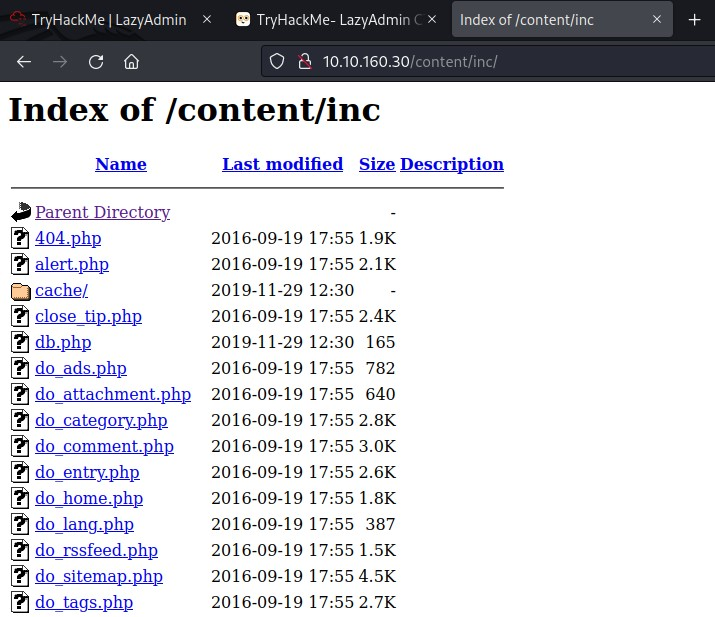 TryHackMe | LazyAdmin × TryHackMe- LazyAdmin C × Index of /content/inc × +
10.10.160.30/content/inc/
Index of /content/inc
Name Last modified Size Description
Parent Directory -
404.php 2016-09-19 17:55 1.9K
alert.php 2016-09-19 17:55 2.1K
cache/ 2019-11-29 12:30 -
close_tip.php 2016-09-19 17:55 2.4K
db.php 2019-11-29 12:30 165
do_ads.php 2016-09-19 17:55 782
do_attachment.php 2016-09-19 17:55 640
do_category.php 2016-09-19 17:55 2.8K
do_comment.php 2016-09-19 17:55 3.0K
do_entry.php 2016-09-19 17:55 2.6K
do_home.php 2016-09-19 17:55 1.8K
do_lang.php 2016-09-19 17:55 387
do_rssfeed.php 2016-09-19 17:55 1.5K
do_sitemap.php 2016-09-19 17:55 4.5K
do_tags.php 2016-09-19 17:55 2.7K